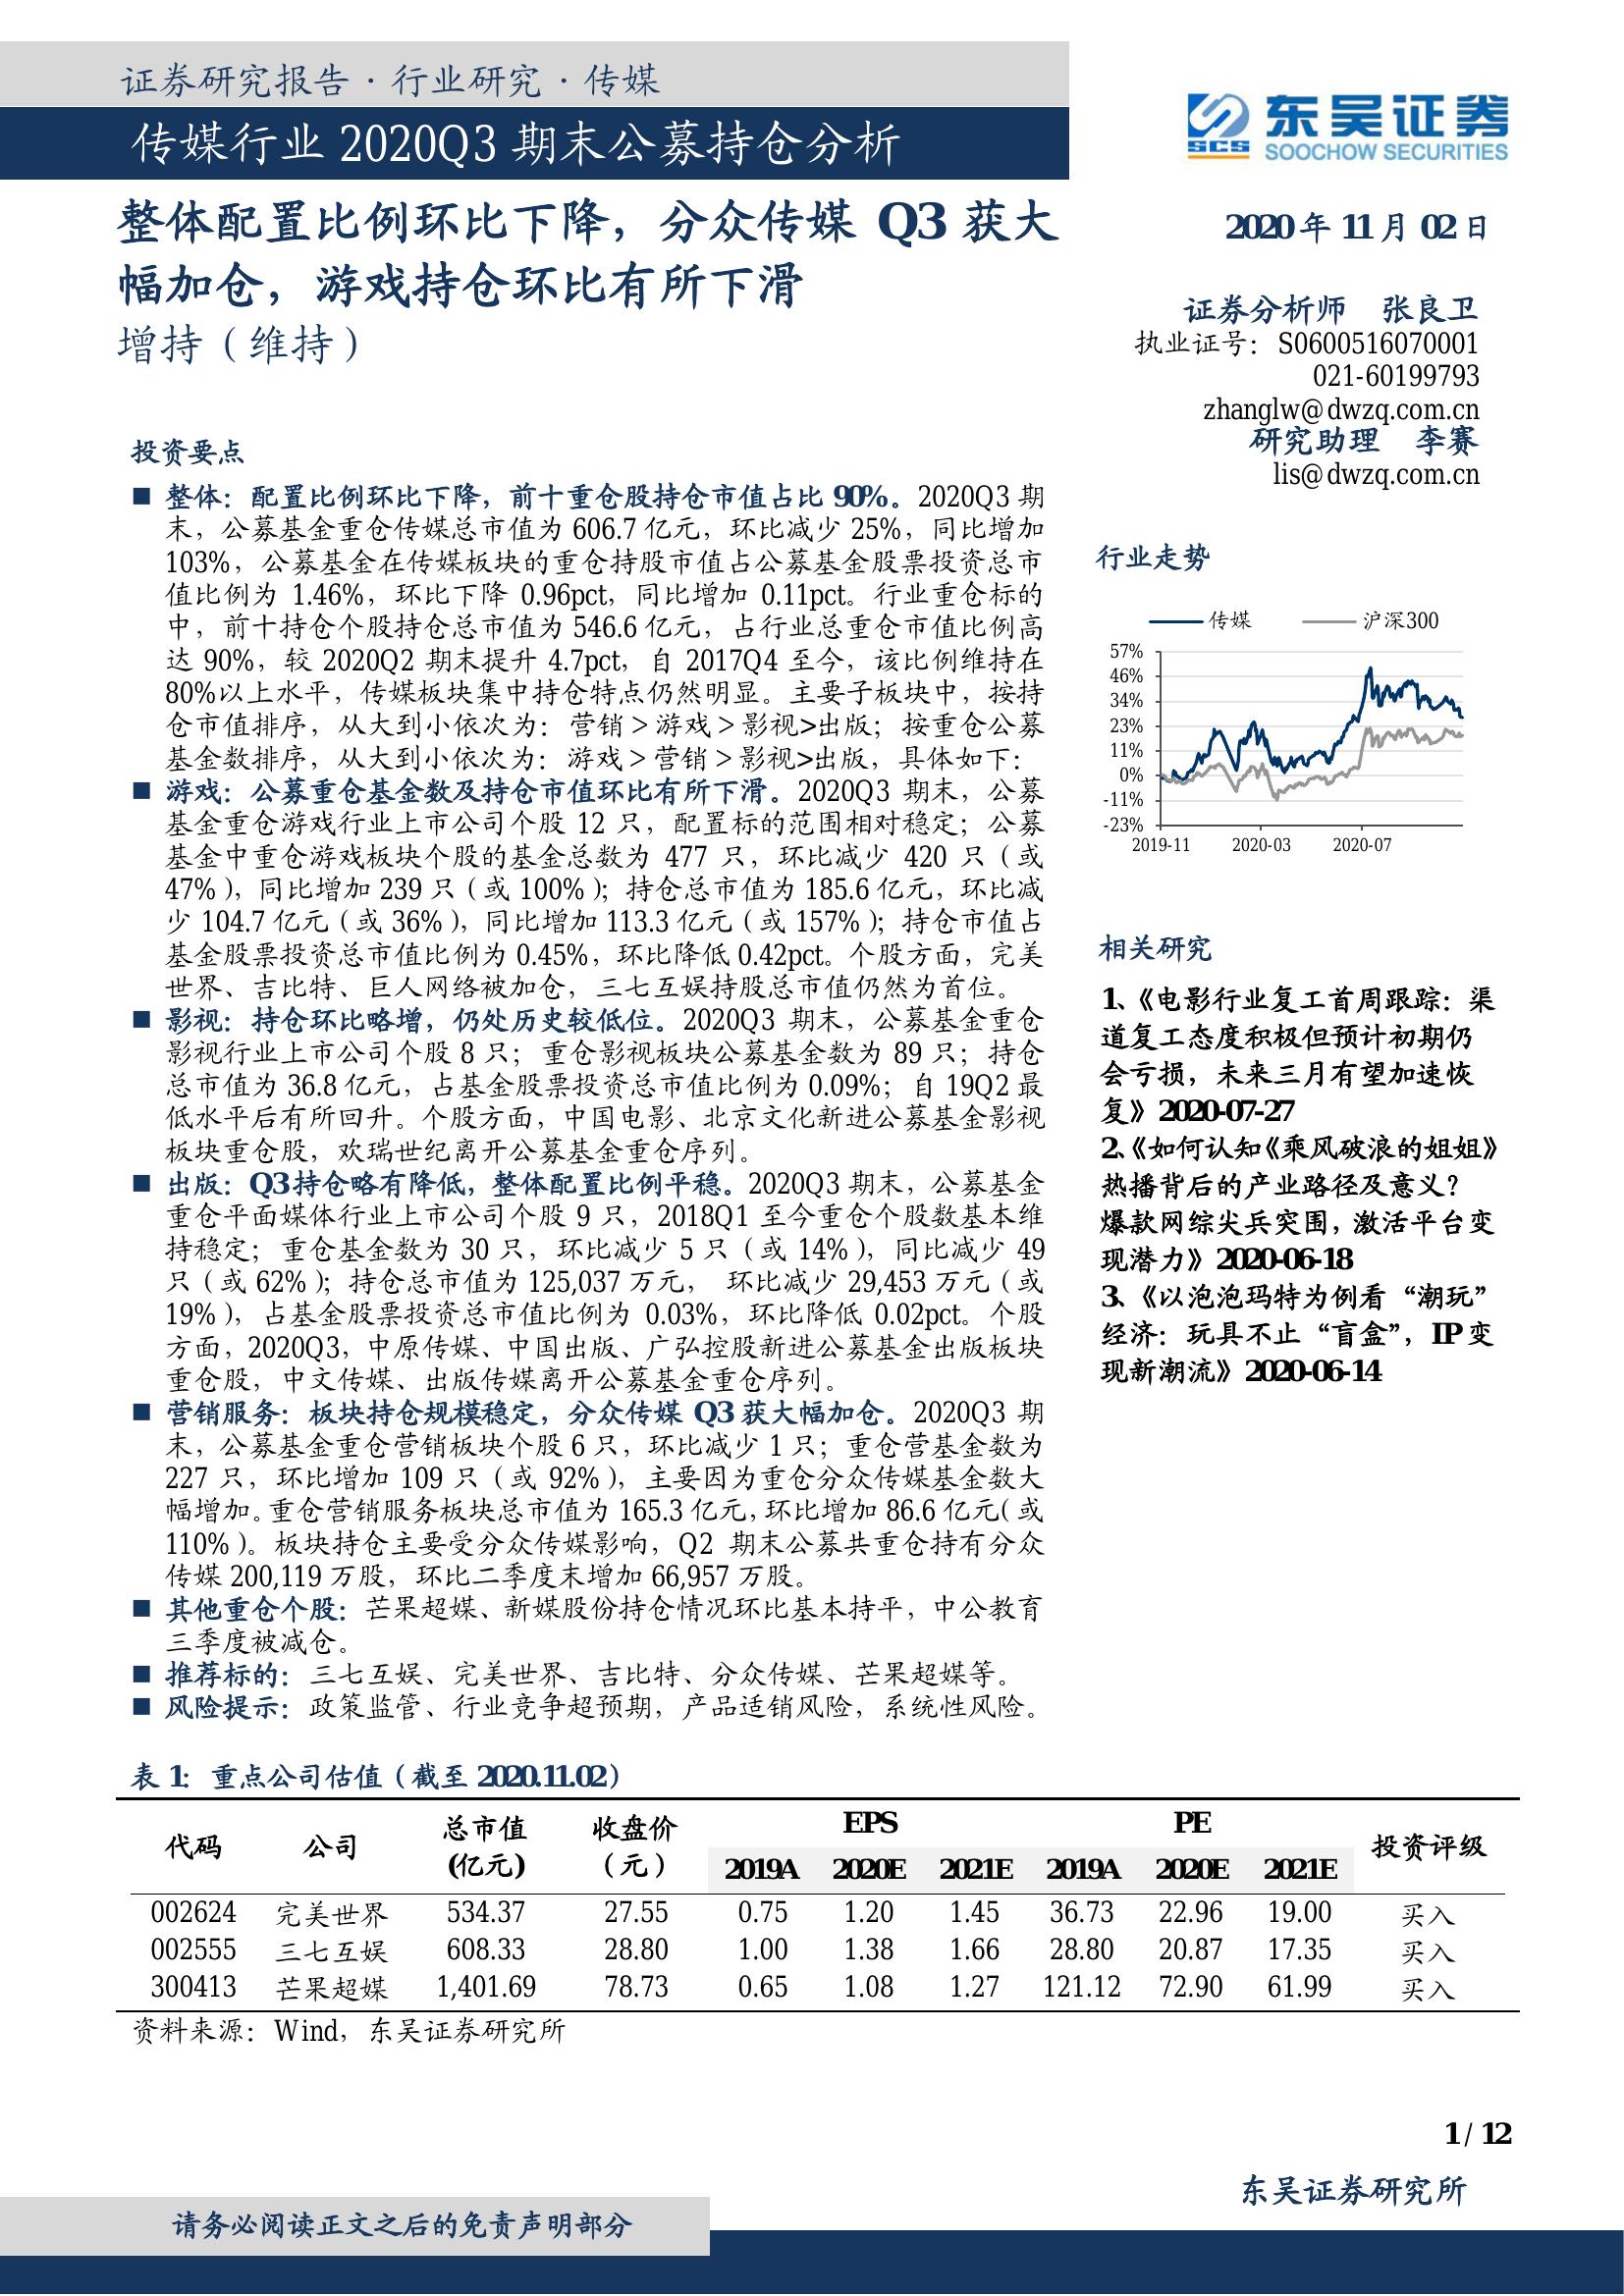 证券研究报告·行业研究·传媒
传媒行业 2020Q3 期末公募持仓分析
东吴证券
SCS
SOOCHOW SECURITIES
整体配置比例环比下降，分众传媒 Q3 获大
幅加仓，游戏持仓环比有所下滑
增持（维持）
2020 年 11 月 02 日
证券分析师 张良卫
执业证号：S0600516070001
021-60199793
zhanglw@dwzq.com.cn
研究助理 李赛
lis@dwzq.com.cn
投资要点
■ 整体：配置比例环比下降，前十重仓股持仓市值占比 90%。2020Q3 期
末，公募基金重仓传媒总市值为 606.7 亿元，环比减少 25%，同比增加
103%，公募基金在传媒板块的重仓持股市值占公募基金股票投资总市
值比例为 1.46%，环比下降 0.96pct，同比增加 0.11pct。行业重仓标的
中，前十持仓个股持仓总市值为 546.6 亿元，占行业总重仓市值比例高
达 90%，较 2020Q2 期末提升 4.7pct，自 2017Q4 至今，该比例维持在
80%以上水平，传媒板块集中持仓特点仍然明显。主要子板块中，按持
仓市值排序，从大到小依次为：营销＞游戏＞影视>出版；按重仓公募
基金数排序，从大到小依次为：游戏＞营销＞影视>出版，具体如下：
■ 游戏：公募重仓基金数及持仓市值环比有所下滑。2020Q3 期末，公募
基金重仓游戏行业上市公司个股 12 只，配置标的范围相对稳定；公募
基金中重仓游戏板块个股的基金总数为 477 只，环比减少 420 只（或
47%），同比增加 239 只（或 100%）；持仓总市值为 185.6 亿元，环比减
少 104.7 亿元（或 36%），同比增加 113.3 亿元（或 157%）；持仓市值占
基金股票投资总市值比例为 0.45%，环比降低 0.42pct。个股方面，完美
世界、吉比特、巨人网络被加仓，三七互娱持股总市值仍然为首位。
■ 影视：持仓环比略增，仍处历史较低位。2020Q3 期末，公募基金重仓
影视行业上市公司个股 8 只；重仓影视板块公募基金数为 89 只；持仓
总市值为 36.8 亿元，占基金股票投资总市值比例为 0.09%；自 19Q2 最
低水平后有所回升。个股方面，中国电影、北京文化新进公募基金影视
板块重仓股，欢瑞世纪离开公募基金重仓序列。
■ 出版：Q3 持仓略有降低，整体配置比例平稳。2020Q3 期末，公募基金
重仓平面媒体行业上市公司个股 9 只，2018Q1 至今重仓个股数基本维
持稳定；重仓基金数为 30 只，环比减少 5 只（或 14%），同比减少 49
只（或 62%）；持仓总市值为 125,037 万元， 环比减少 29,453 万元（或
19%），占基金股票投资总市值比例为 0.03%，环比降低 0.02pct。个股
方面，2020Q3，中原传媒、中国出版、广弘控股新进公募基金出版板块
重仓股，中文传媒、出版传媒离开公募基金重仓序列。
■ 营销服务：板块持仓规模稳定，分众传媒 Q3 获大幅加仓。2020Q3 期
末，公募基金重仓营销板块个股 6 只，环比减少 1 只；重仓营基金数为
227 只，环比增加 109 只（或 92%），主要因为重仓分众传媒基金数大
幅增加。重仓营销服务板块总市值为 165.3 亿元，环比增加 86.6 亿元（或
110%）。板块持仓主要受分众传媒影响，Q2 期末公募共重仓持有分众
传媒 200,119 万股，环比二季度末增加 66,957 万股。
■ 其他重仓个股：芒果超媒、新媒股份持仓情况环比基本持平，中公教育
三季度被减仓。
■ 推荐标的：三七互娱、完美世界、吉比特、分众传媒、芒果超媒等。
■ 风险提示：政策监管、行业竞争超预期，产品适销风险，系统性风险。
行业走势
传媒 沪深300
57%
46%
34%
23%
11%
0%
-11%
-23%
2019-11 2020-03 2020-07
相关研究
1、《电影行业复工首周跟踪：渠
道复工态度积极但预计初期仍
会亏损，未来三月有望加速恢
复》2020-07-27
2、《如何认知《乘风破浪的姐姐》
热播背后的产业路径及意义？
爆款网综尖兵突围，激活平台变
现潜力》2020-06-18
3、《以泡泡玛特为例看“潮玩”
经济：玩具不止“盲盒”，IP 变
现新潮流》2020-06-14
表 1：重点公司估值（截至 2020.11.02）
代码 公司 总市值(亿元) 收盘价（元） EPS PE 投资评级
2019A 2020E 2021E 2019A 2020E 2021E
002624 完美世界 534.37 27.55 0.75 1.20 1.45 36.73 22.96 19.00 买入
002555 三七互娱 608.33 28.80 1.00 1.38 1.66 28.80 20.87 17.35 买入
300413 芒果超媒 1,401.69 78.73 0.65 1.08 1.27 121.12 72.90 61.99 买入
资料来源：Wind，东吴证券研究所
1 / 12
东吴证券研究所
请务必阅读正文之后的免责声明部分